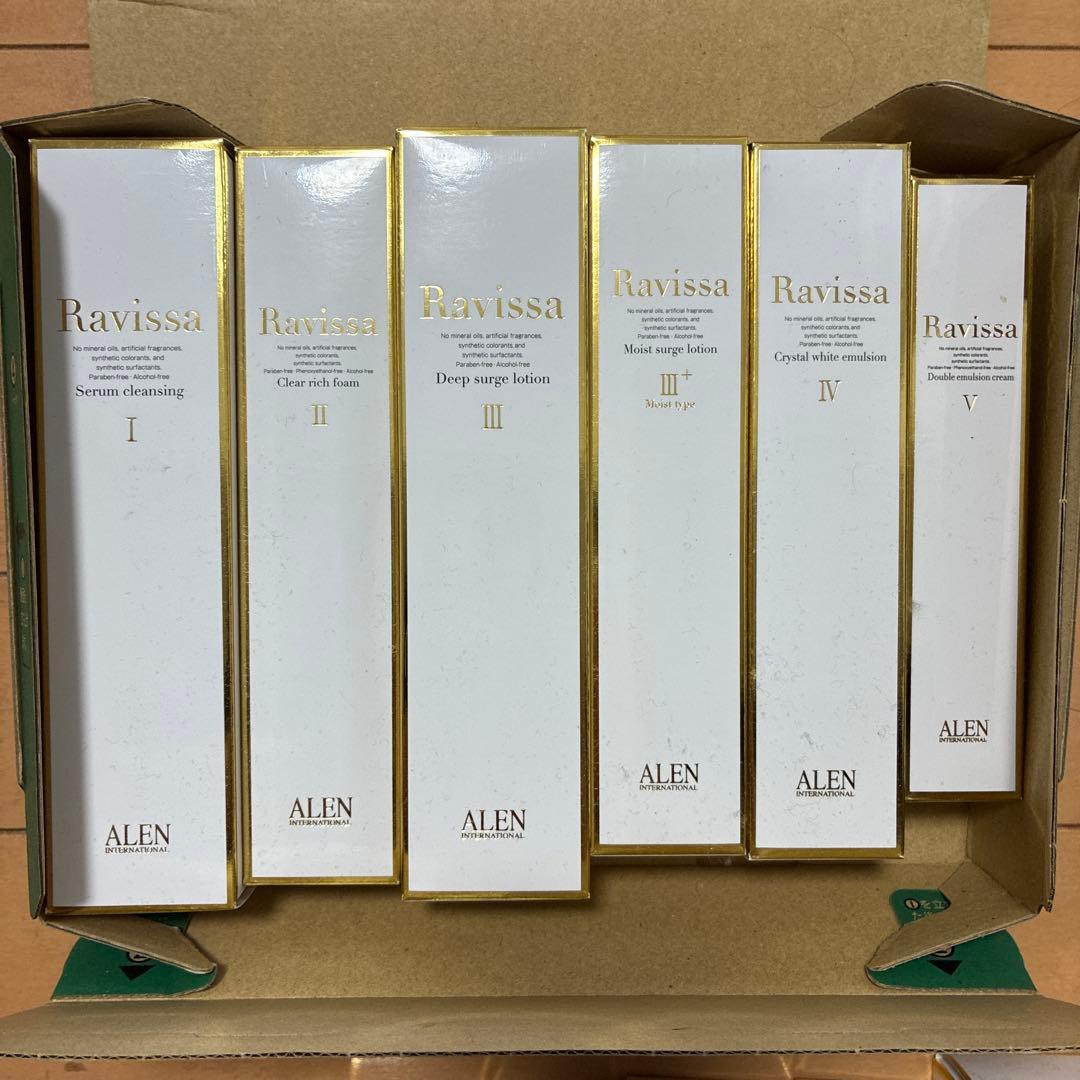 Ravissa
No mineral oils, artificial fragrances,
synthetic colorants, and
synthetic surfactants.
Paraben-free · Alcohol-free
Serum cleansing
I
ALEN
INTERNATIONAL
Ravissa
No mineral oils, artificial fragrances,
synthetic colorants,
synthetic surfactants.
Paraben-free · Phenoxyethanol-free · Alcohol-free
Clear rich foam
II
ALEN
INTERNATIONAL
Ravissa
No mineral oils, artificial fragrances,
synthetic colorants, and
synthetic surfactants.
Paraben-free · Alcohol-free
Deep surge lotion
III
ALEN
INTERNATIONAL
Ravissa
No mineral oils, artificial fragrances,
synthetic colorants, and
synthetic surfactants.
Paraben-free · Alcohol-free
Moist surge lotion
III+
Moist type
ALEN
INTERNATIONAL
Ravissa
No mineral oils, artificial fragrances,
synthetic colorants, and
synthetic surfactants.
Paraben-free · Alcohol-free
Crystal white emulsion
IV
ALEN
INTERNATIONAL
Ravissa
No mineral oils, artificial fragrances,
synthetic colorants, and
synthetic surfactants.
Paraben-free · Phenoxyethanol-free · Alcohol-free
Double emulsion cream
V
ALEN
INTERNATIONAL